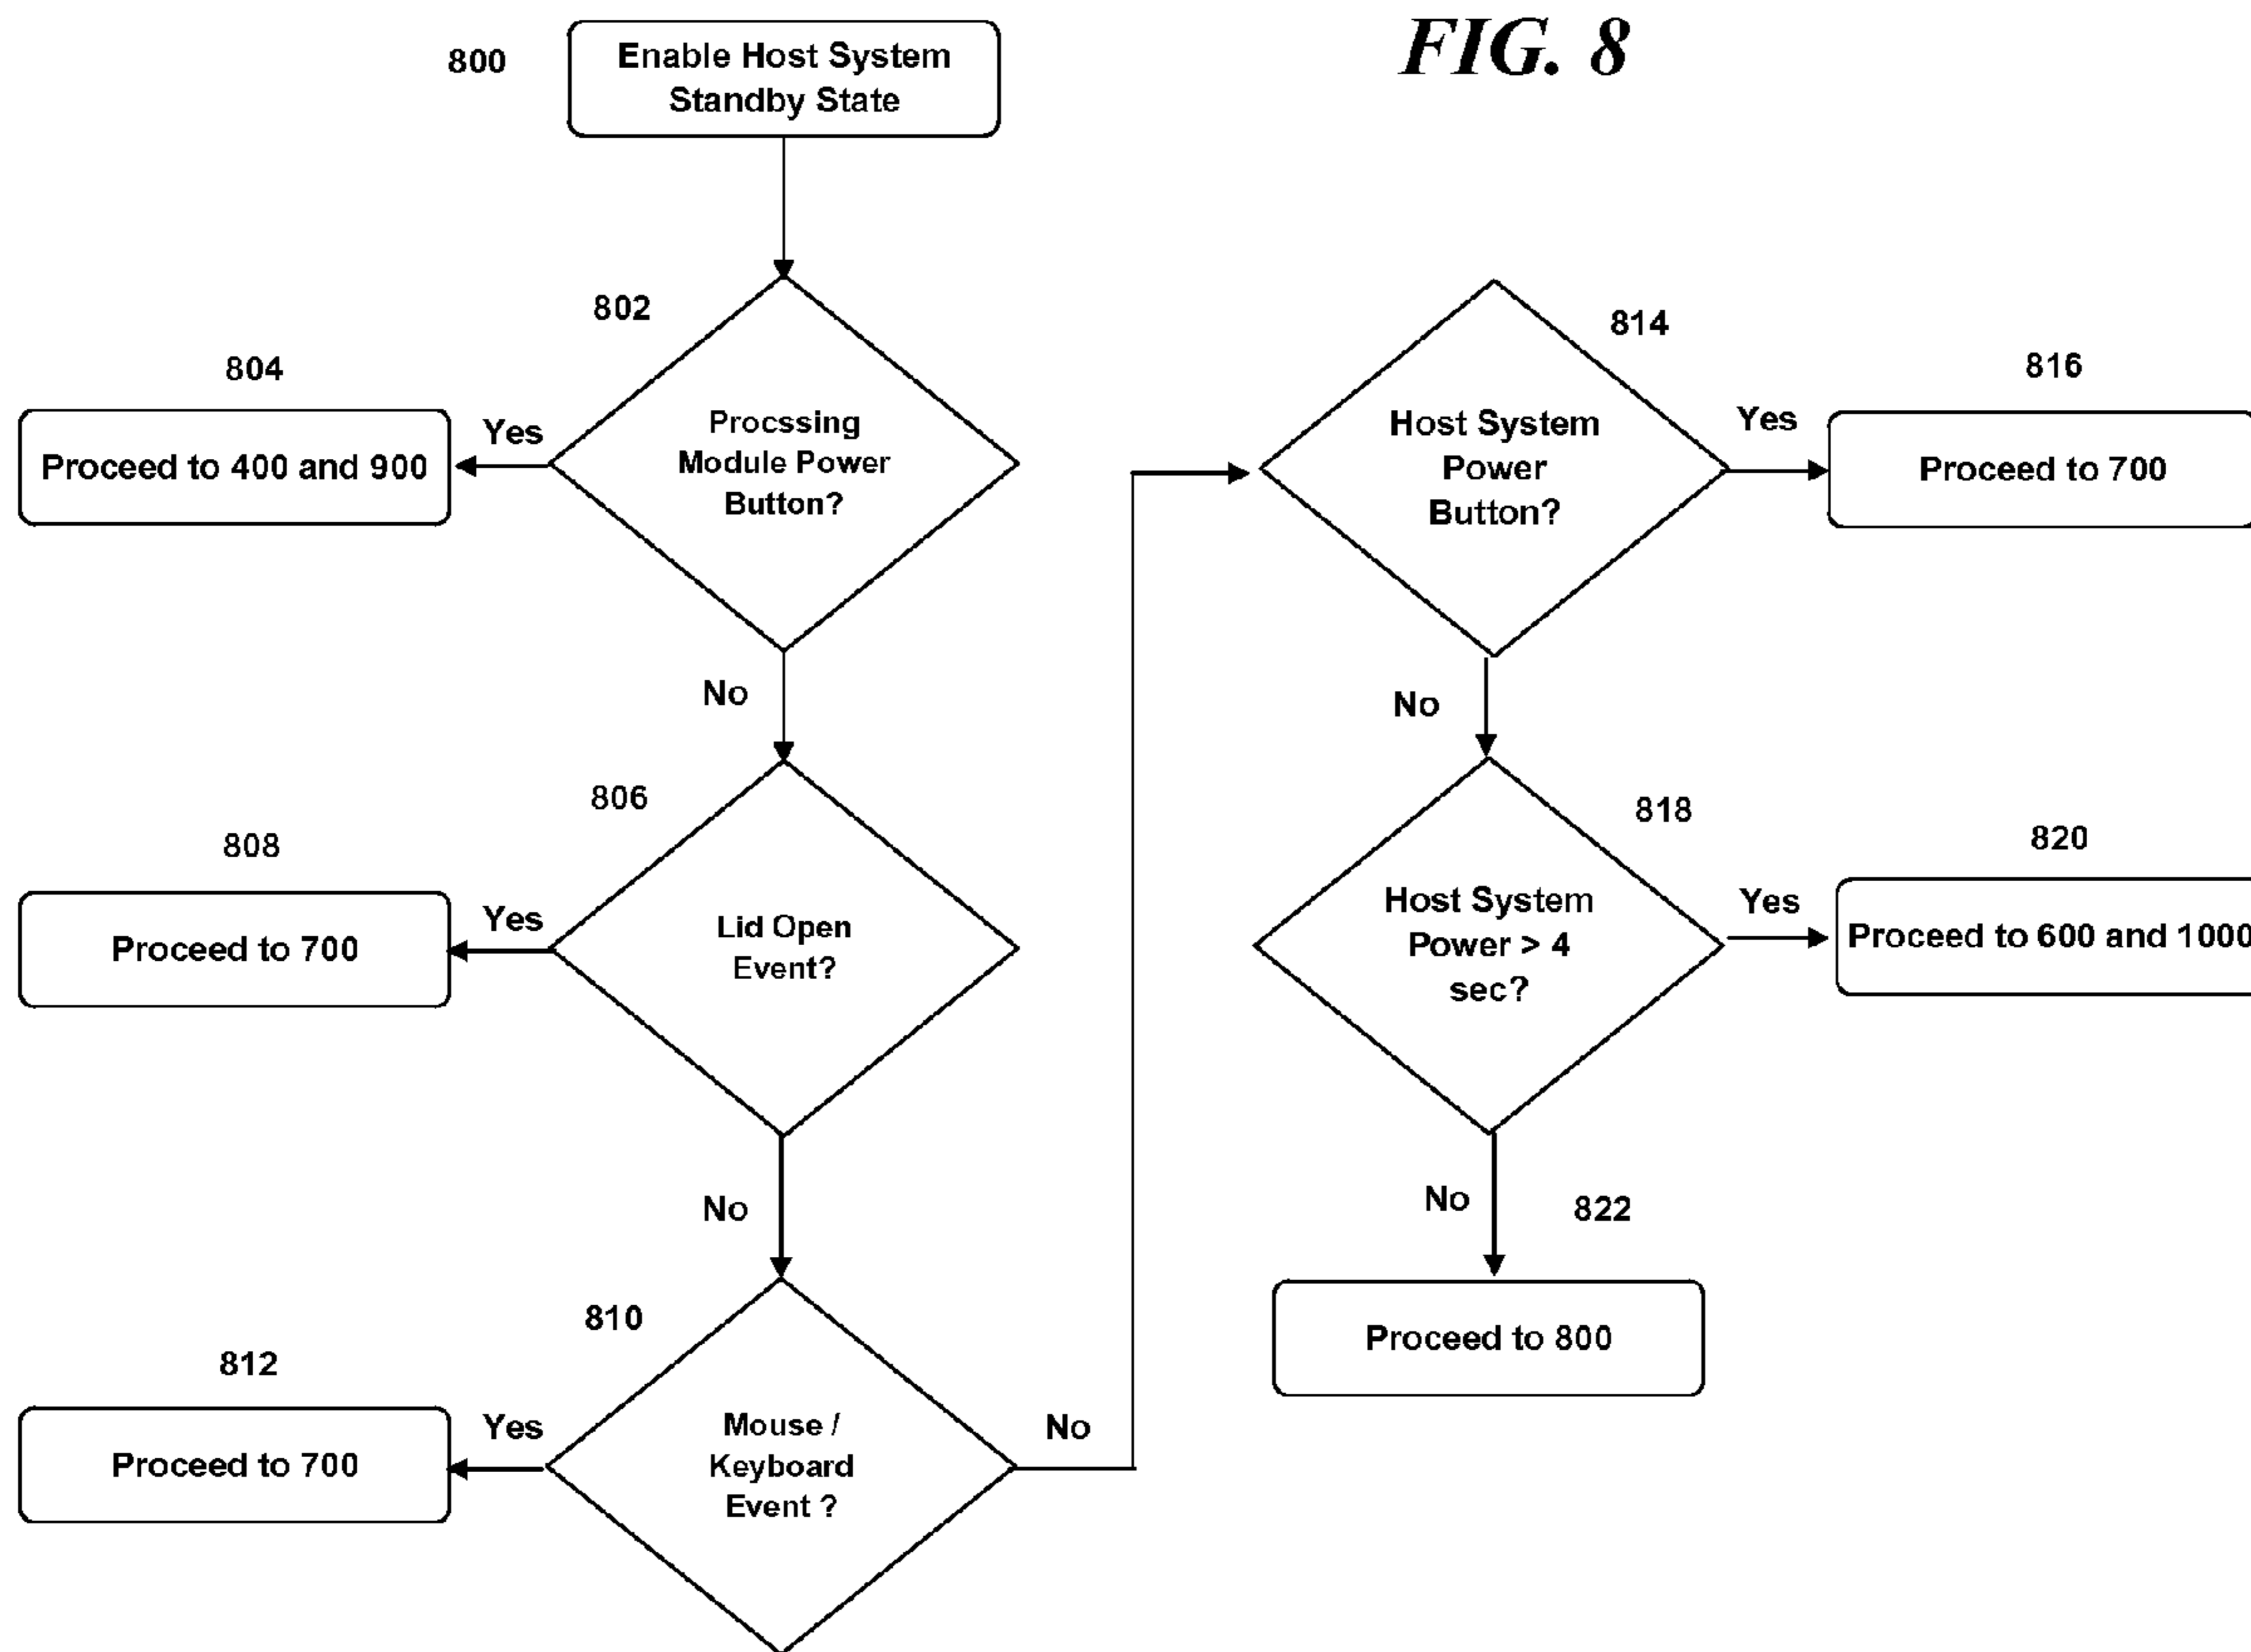 FIG. 8
800
Enable Host System
Standby State
802
Procssing
Module Power
Button?
Yes
804
Proceed to 400 and 900
No
806
Lid Open
Event?
Yes
808
Proceed to 700
No
810
Mouse /
Keyboard
Event ?
Yes
812
Proceed to 700
No
814
Host System
Power
Button?
Yes
816
Proceed to 700
No
818
Host System
Power > 4
sec?
Yes
820
Proceed to 600 and 1000
No
822
Proceed to 800